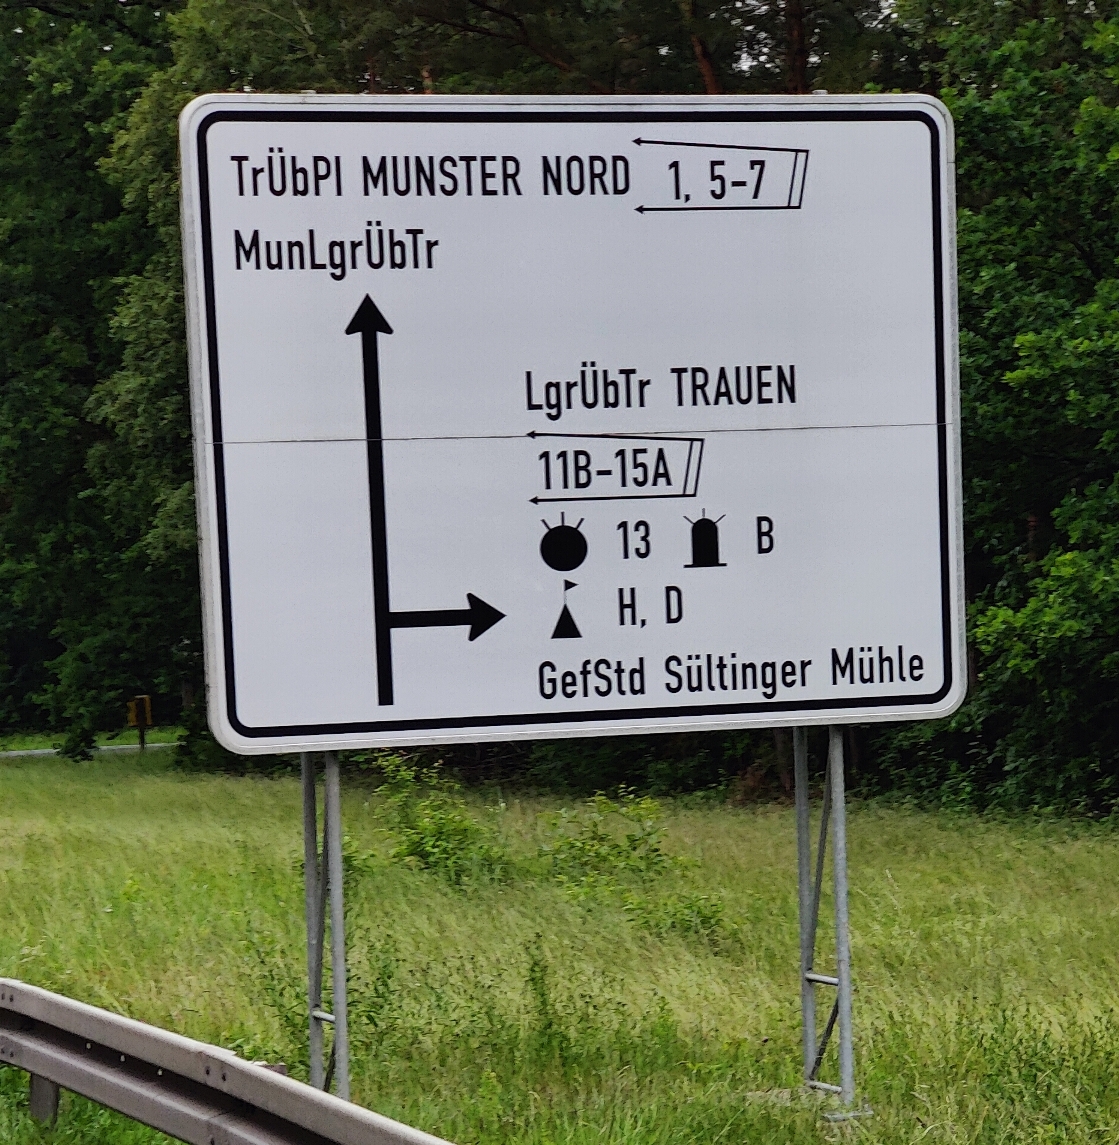 TrÜbPl MUNSTER NORD 1, 5-7
MunLgrÜbTr
LgrÜbTr TRAUEN
11B-15A
13 B
H, D
GefStd Sültinger Mühle